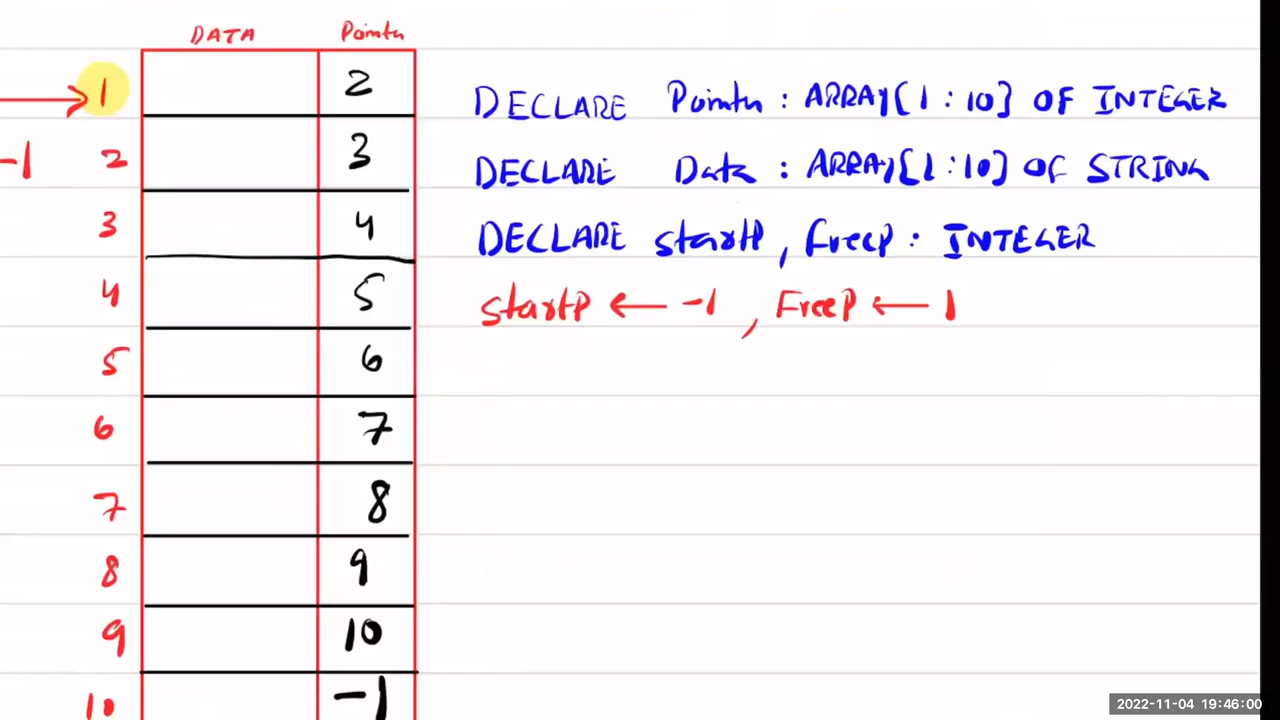 DATA Pointer
1 2
-1 2 3
3 4
4 5
5 6
6 7
7 8
8 9
9 10
10 -1
DECLARE Pointer : ARRAY[1 : 10] OF INTEGER
DECLARE Data : ARRAY[1 : 10] OF STRING
DECLARE startP , FreeP : INTEGER
startP ← -1 , FreeP ← 1
2022-11-04 19:46:00